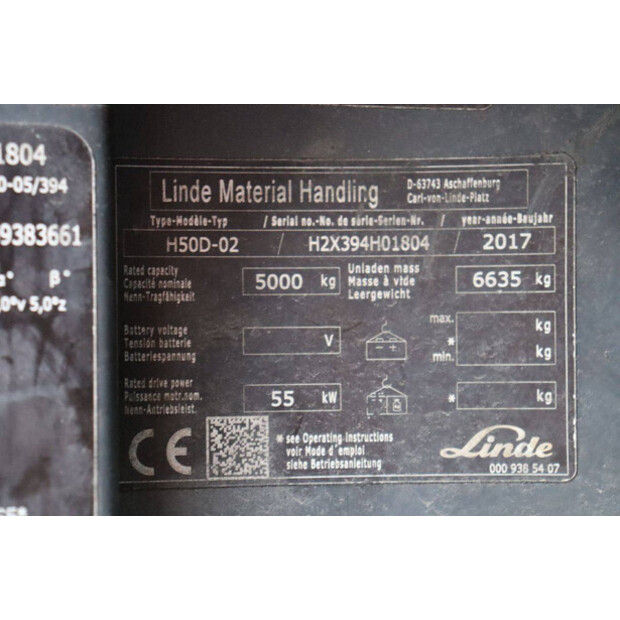 1804
0-05/394
9383661
β°
,0°v 5,0°z
Linde Material Handling
D-63743 Aschaffenburg
Carl-von-Linde-Platz
Type-Modèle-Typ / Serial no.-No. de série-Serien-Nr. / year-année-Baujahr
H50D-02 / H2X394H01804 / 2017
Rated capacity
Capacité nominale
Nenn-Tragfähigkeit
5000 kg
Unladen mass
Masse à vide
Leergewicht
6635 kg
Battery voltage
Tension batterie
Batteriespannung
V
- +
max. kg
*
min. kg
Rated drive power
Puissance motr.nom.
Nenn-Antriebsleist.
55 kW
* kg
CE
* see Operating Instructions
voir Mode d'emploi
siehe Betriebsanleitung
Linde
000 938 54 07